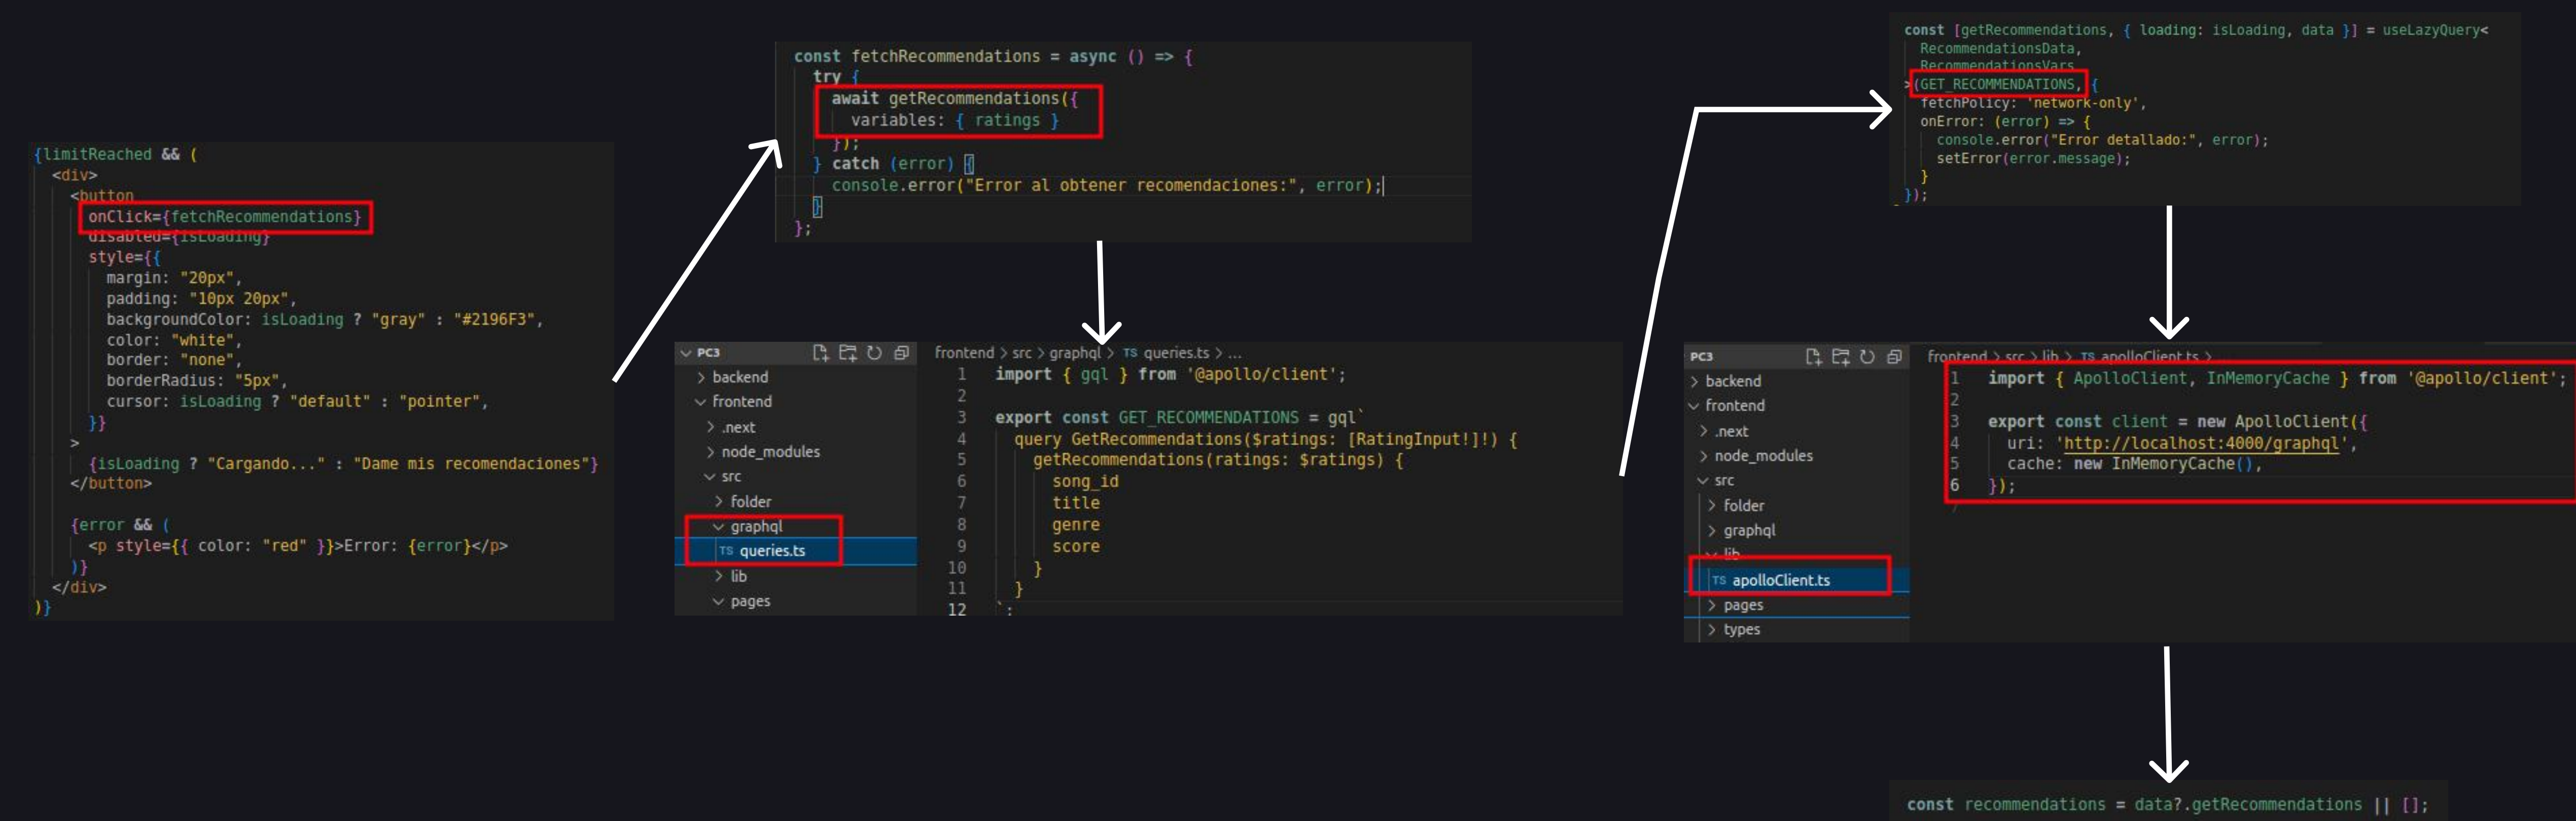 {limitReached && (
<div>
<button
onClick={fetchRecommendations}
disabled={isLoading}
style={{
margin: "20px",
padding: "10px 20px",
backgroundColor: isLoading ? "gray" : "#2196F3",
color: "white",
border: "none",
borderRadius: "5px",
cursor: isLoading ? "default" : "pointer",
}}
>
{isLoading ? "Cargando..." : "Dame mis recomendaciones"}
</button>
{error && (
<p style={{ color: "red" }}>Error: {error}</p>
)}
</div>
)}
const fetchRecommendations = async () => {
try {
await getRecommendations({
variables: { ratings }
});
} catch (error) {
console.error("Error al obtener recomendaciones:", error);
}
};
PC3
backend
frontend
.next
node_modules
src
folder
graphql
TS queries.ts
lib
pages
frontend > src > graphql > TS queries.ts > ...
1 import { gql } from '@apollo/client';
2
3 export const GET_RECOMMENDATIONS = gql`
4 query GetRecommendations($ratings: [RatingInput!]!) {
5 getRecommendations(ratings: $ratings) {
6 song_id
7 title
8 genre
9 score
10 }
11 }
12 `;
const [getRecommendations, { loading: isLoading, data }] = useLazyQuery<
RecommendationsData,
RecommendationsVars
>(GET_RECOMMENDATIONS, {
fetchPolicy: 'network-only',
onError: (error) => {
console.error("Error detallado:", error);
setError(error.message);
}
});
PC3
backend
frontend
.next
node_modules
src
folder
graphql
lib
TS apolloClient.ts
pages
types
frontend > src > lib > TS apolloClient.ts >
1 import { ApolloClient, InMemoryCache } from '@apollo/client';
2
3 export const client = new ApolloClient({
4 uri: 'http://localhost:4000/graphql',
5 cache: new InMemoryCache(),
6 });
7
const recommendations = data?.getRecommendations || [];